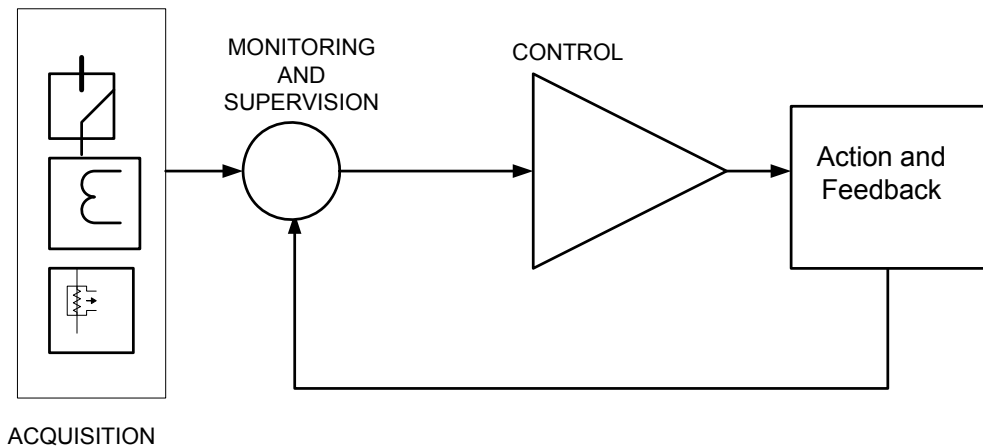 MONITORING
AND
SUPERVISION
CONTROL
Action and
Feedback
ACQUISITION